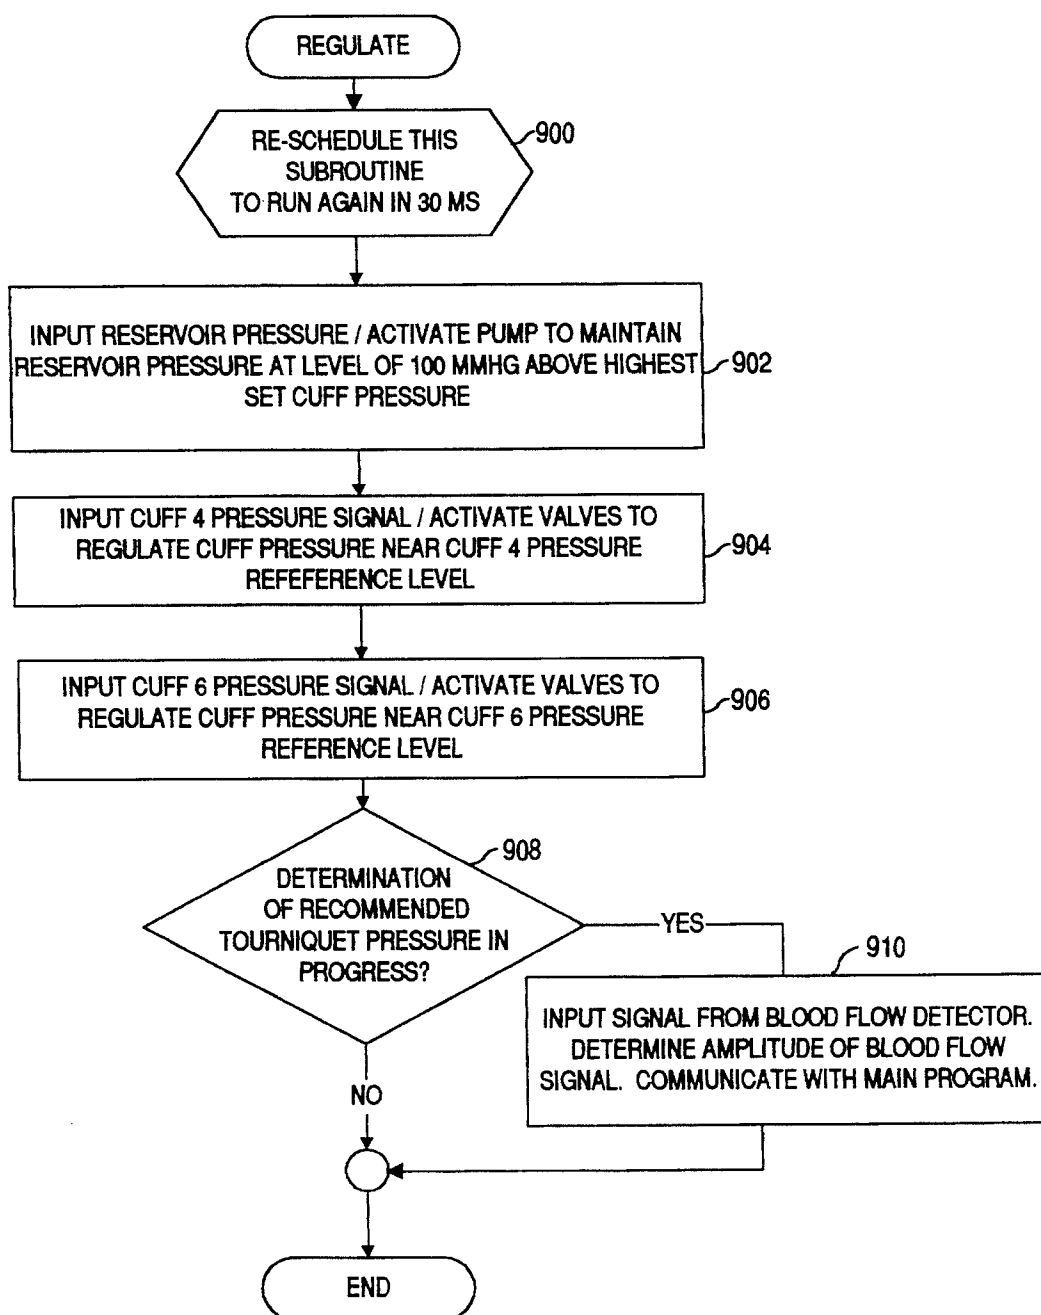 REGULATE
RE-SCHEDULE THIS
SUBROUTINE
TO RUN AGAIN IN 30 MS
900
INPUT RESERVOIR PRESSURE / ACTIVATE PUMP TO MAINTAIN
RESERVOIR PRESSURE AT LEVEL OF 100 MMHG ABOVE HIGHEST
SET CUFF PRESSURE
902
INPUT CUFF 4 PRESSURE SIGNAL / ACTIVATE VALVES TO
REGULATE CUFF PRESSURE NEAR CUFF 4 PRESSURE
REFEFERENCE LEVEL
904
INPUT CUFF 6 PRESSURE SIGNAL / ACTIVATE VALVES TO
REGULATE CUFF PRESSURE NEAR CUFF 6 PRESSURE
REFERENCE LEVEL
906
908
DETERMINATION
OF RECOMMENDED
TOURNIQUET PRESSURE IN
PROGRESS?
YES
910
INPUT SIGNAL FROM BLOOD FLOW DETECTOR.
DETERMINE AMPLITUDE OF BLOOD FLOW
SIGNAL. COMMUNICATE WITH MAIN PROGRAM.
NO
END